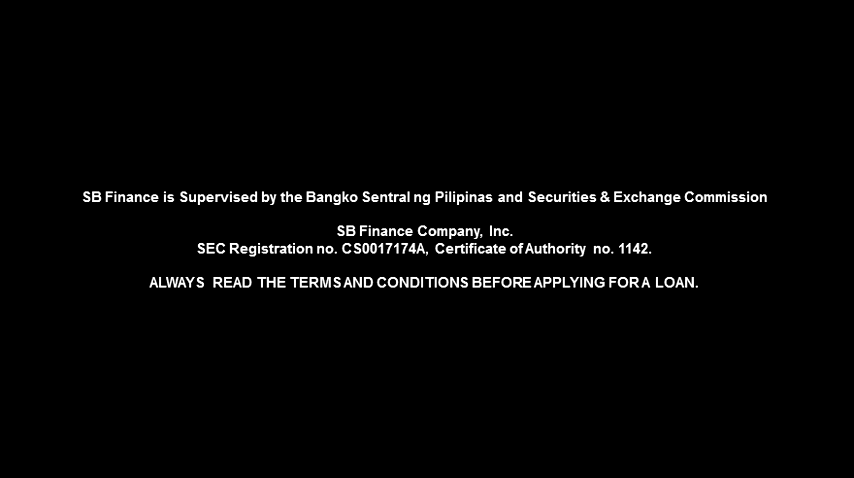 SB Finance is Supervised by the Bangko Sentral ng Pilipinas and Securities & Exchange Commission
SB Finance Company, Inc.
SEC Registration no. CS0017174A, Certificate of Authority no. 1142.
ALWAYS READ THE TERMS AND CONDITIONS BEFORE APPLYING FOR A LOAN.